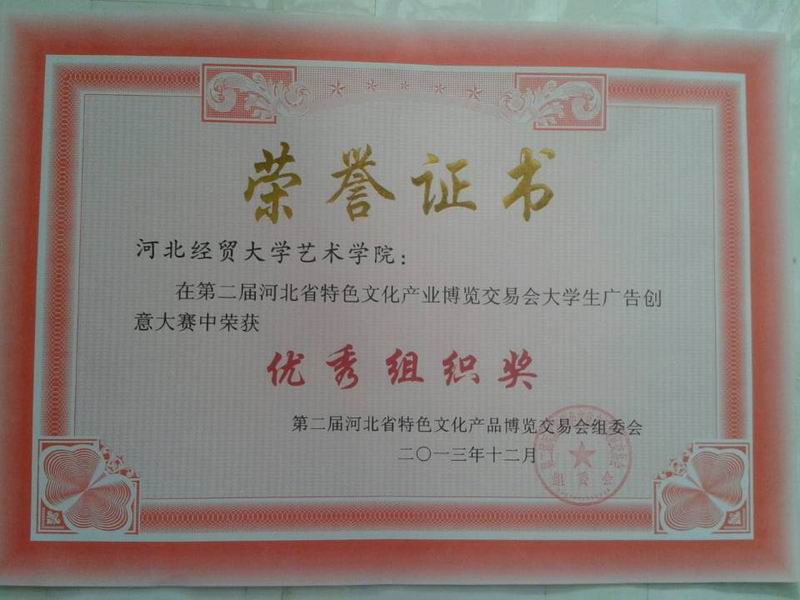 荣誉证书
河北经贸大学艺术学院：
在第二届河北省特色文化产业博览交易会大学生广告创
意大赛中荣获
优秀组织奖
第二届河北省特色文化产品博览交易会组委会
二〇一三年十二月
组委会